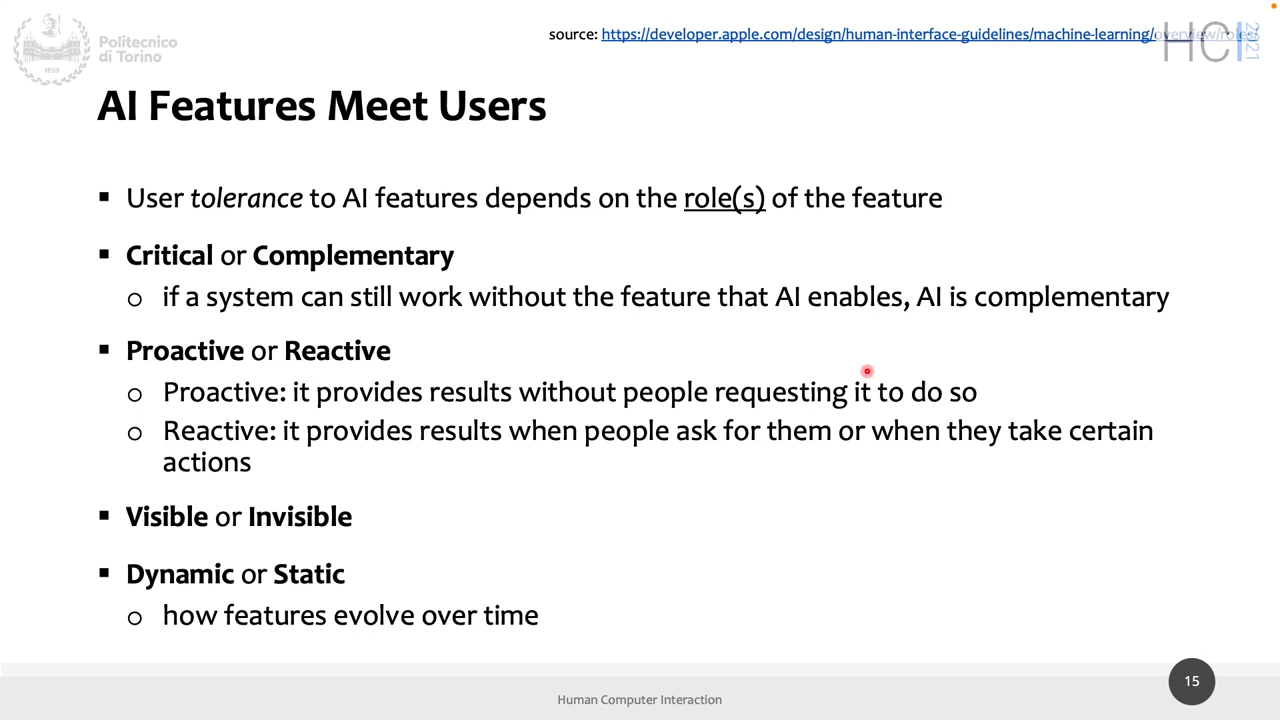 Politecnico
di Torino
1859
source: https://developer.apple.com/design/human-interface-guidelines/machine-learning/overview/roles/
HCI 2021
AI Features Meet Users
▪ User tolerance to AI features depends on the role(s) of the feature
▪ Critical or Complementary
o if a system can still work without the feature that AI enables, AI is complementary
▪ Proactive or Reactive
o Proactive: it provides results without people requesting it to do so
o Reactive: it provides results when people ask for them or when they take certain
actions
▪ Visible or Invisible
▪ Dynamic or Static
o how features evolve over time
Human Computer Interaction
15